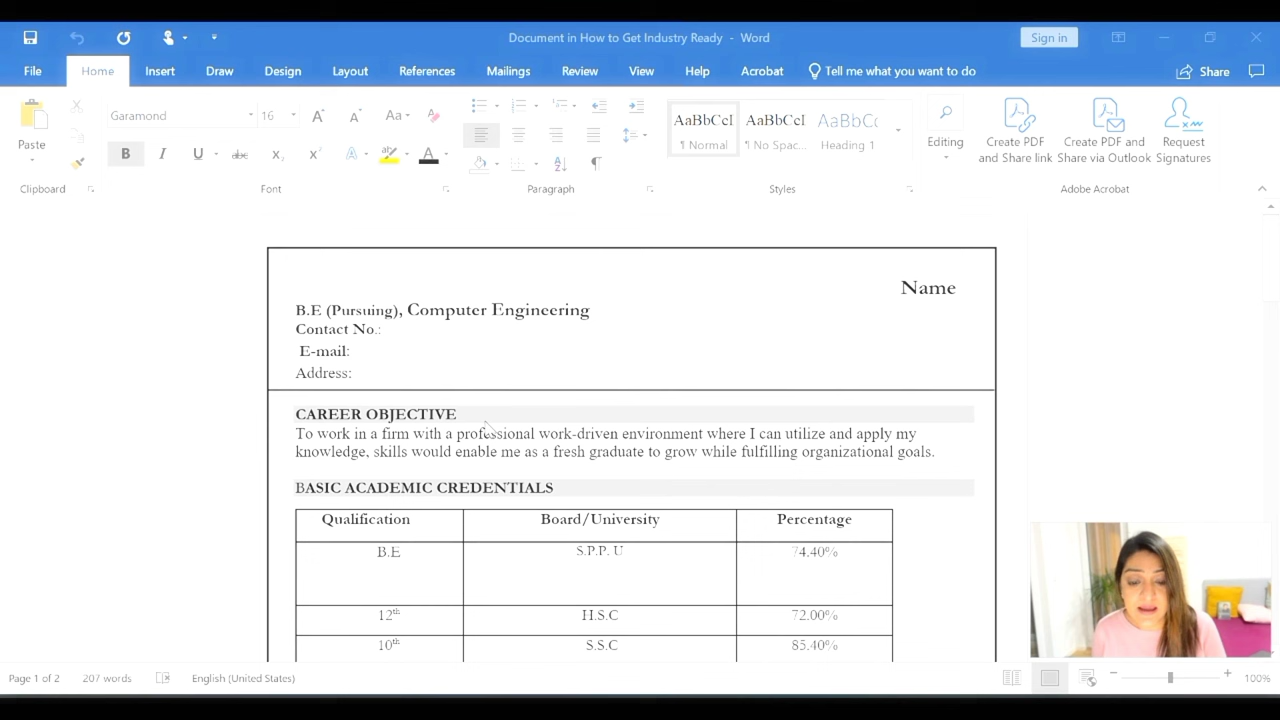 Document in How to Get Industry Ready - Word
Sign in
File Home Insert Draw Design Layout References Mailings Review View Help Acrobat Tell me what you want to do Share
Paste
Garamond 16
Aa
B I U abc X₂ X² A A
AaBbCcI AaBbCcI AaBbCc
¶ Normal ¶ No Spac... Heading 1
Editing
Create PDF and Share link
Create PDF and Share via Outlook
Request Signatures
Clipboard Font Paragraph Styles Adobe Acrobat
Name
B.E (Pursuing), Computer Engineering
Contact No.:
E-mail:
Address:
CAREER OBJECTIVE
To work in a firm with a professional work-driven environment where I can utilize and apply my
knowledge, skills would enable me as a fresh graduate to grow while fulfilling organizational goals.
BASIC ACADEMIC CREDENTIALS
Qualification Board/University Percentage
B.E S.P.P. U 74.40%
12th H.S.C 72.00%
10th S.S.C 85.40%
Page 1 of 2 207 words English (United States) 100%